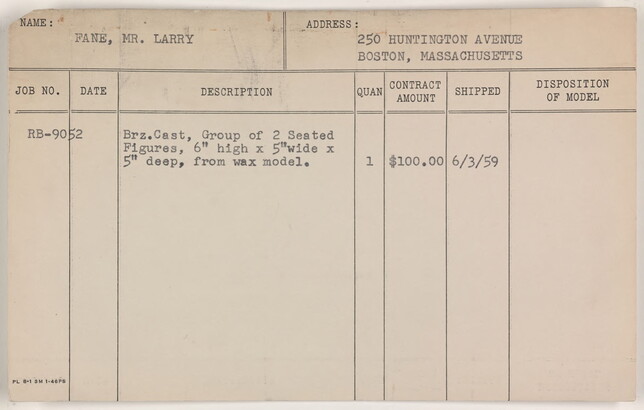 NAME: ADDRESS:
FANE, MR. LARRY 250 HUNTINGTON AVENUE
BOSTON, MASSACHUSETTS
JOB NO. DATE DESCRIPTION QUAN CONTRACT AMOUNT SHIPPED DISPOSITION OF MODEL
RB-9052 Brz.Cast, Group of 2 Seated
Figures, 6" high x 5"wide x
5" deep, from wax model. 1 $100.00 6/3/59